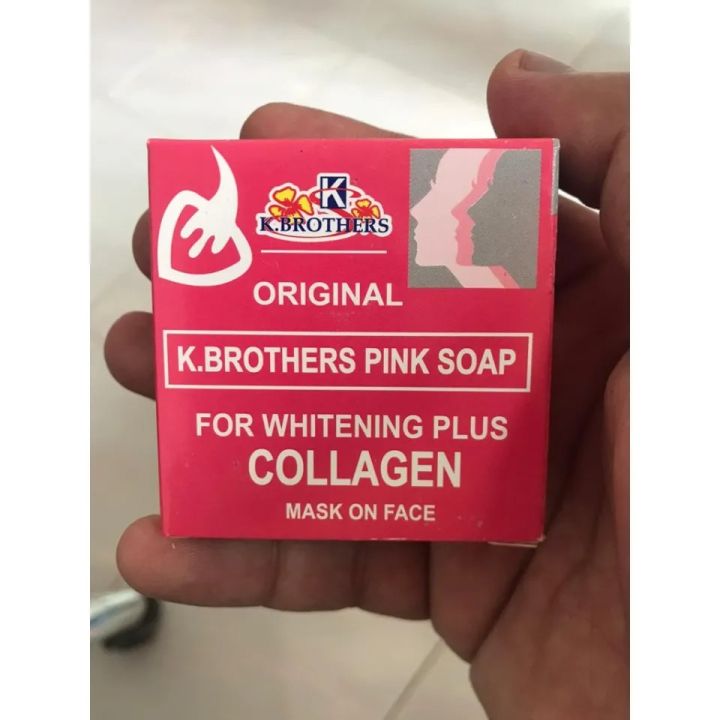 K
K.BROTHERS
ORIGINAL
K.BROTHERS PINK SOAP
FOR WHITENING PLUS
COLLAGEN
MASK ON FACE